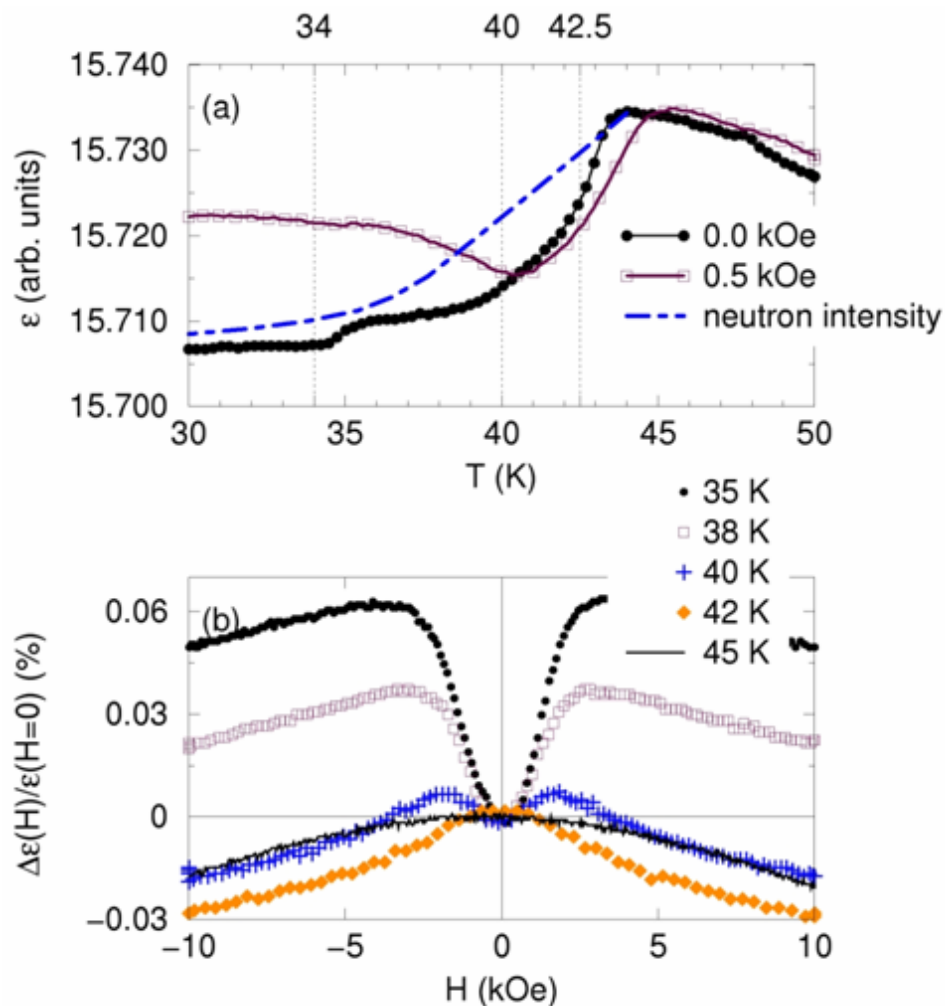 34 40 42.5
15.740
(a)
15.730
15.720
15.710
15.700
ε (arb. units)
0.0 kOe
0.5 kOe
neutron intensity
30 35 40 45 50
T (K)
35 K
38 K
40 K
42 K
45 K
0.06
(b)
0.03
0
−0.03
Δε(H)/ε(H=0) (%)
−10 −5 0 5 10
H (kOe)